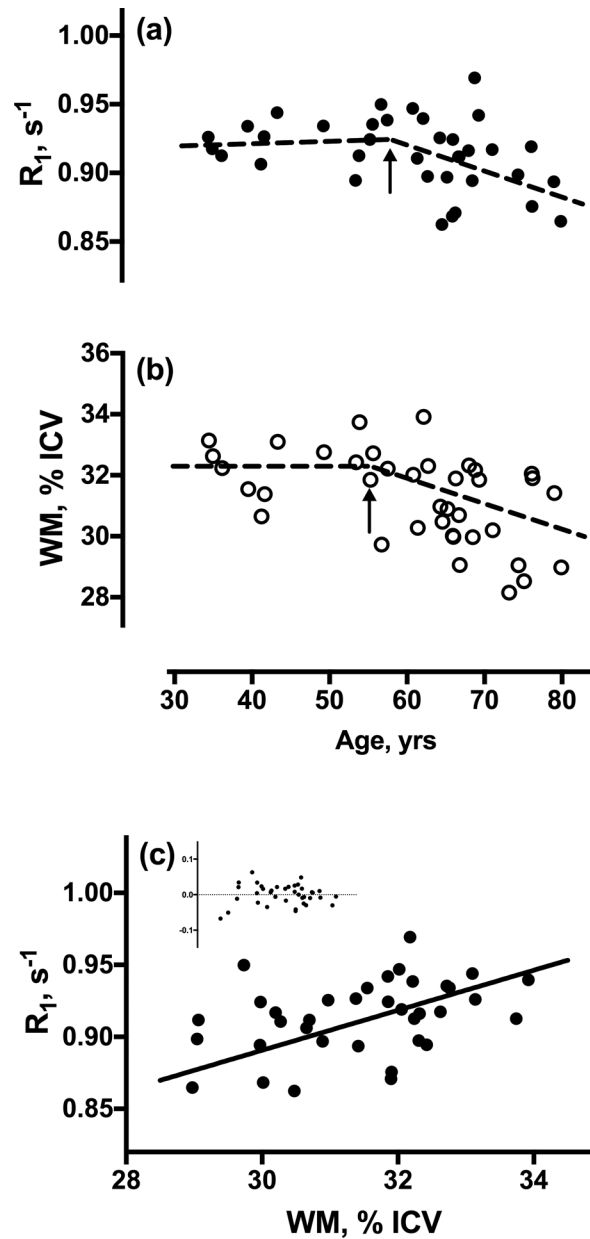 (a)
1.00
0.95
0.90
0.85
R₁, s⁻¹
(b)
36
34
32
30
28
WM, % ICV
30 40 50 60 70 80
Age, yrs
(c)
0.1
0.0
-0.1
1.00
0.95
0.90
0.85
R₁, s⁻¹
28 30 32 34
WM, % ICV